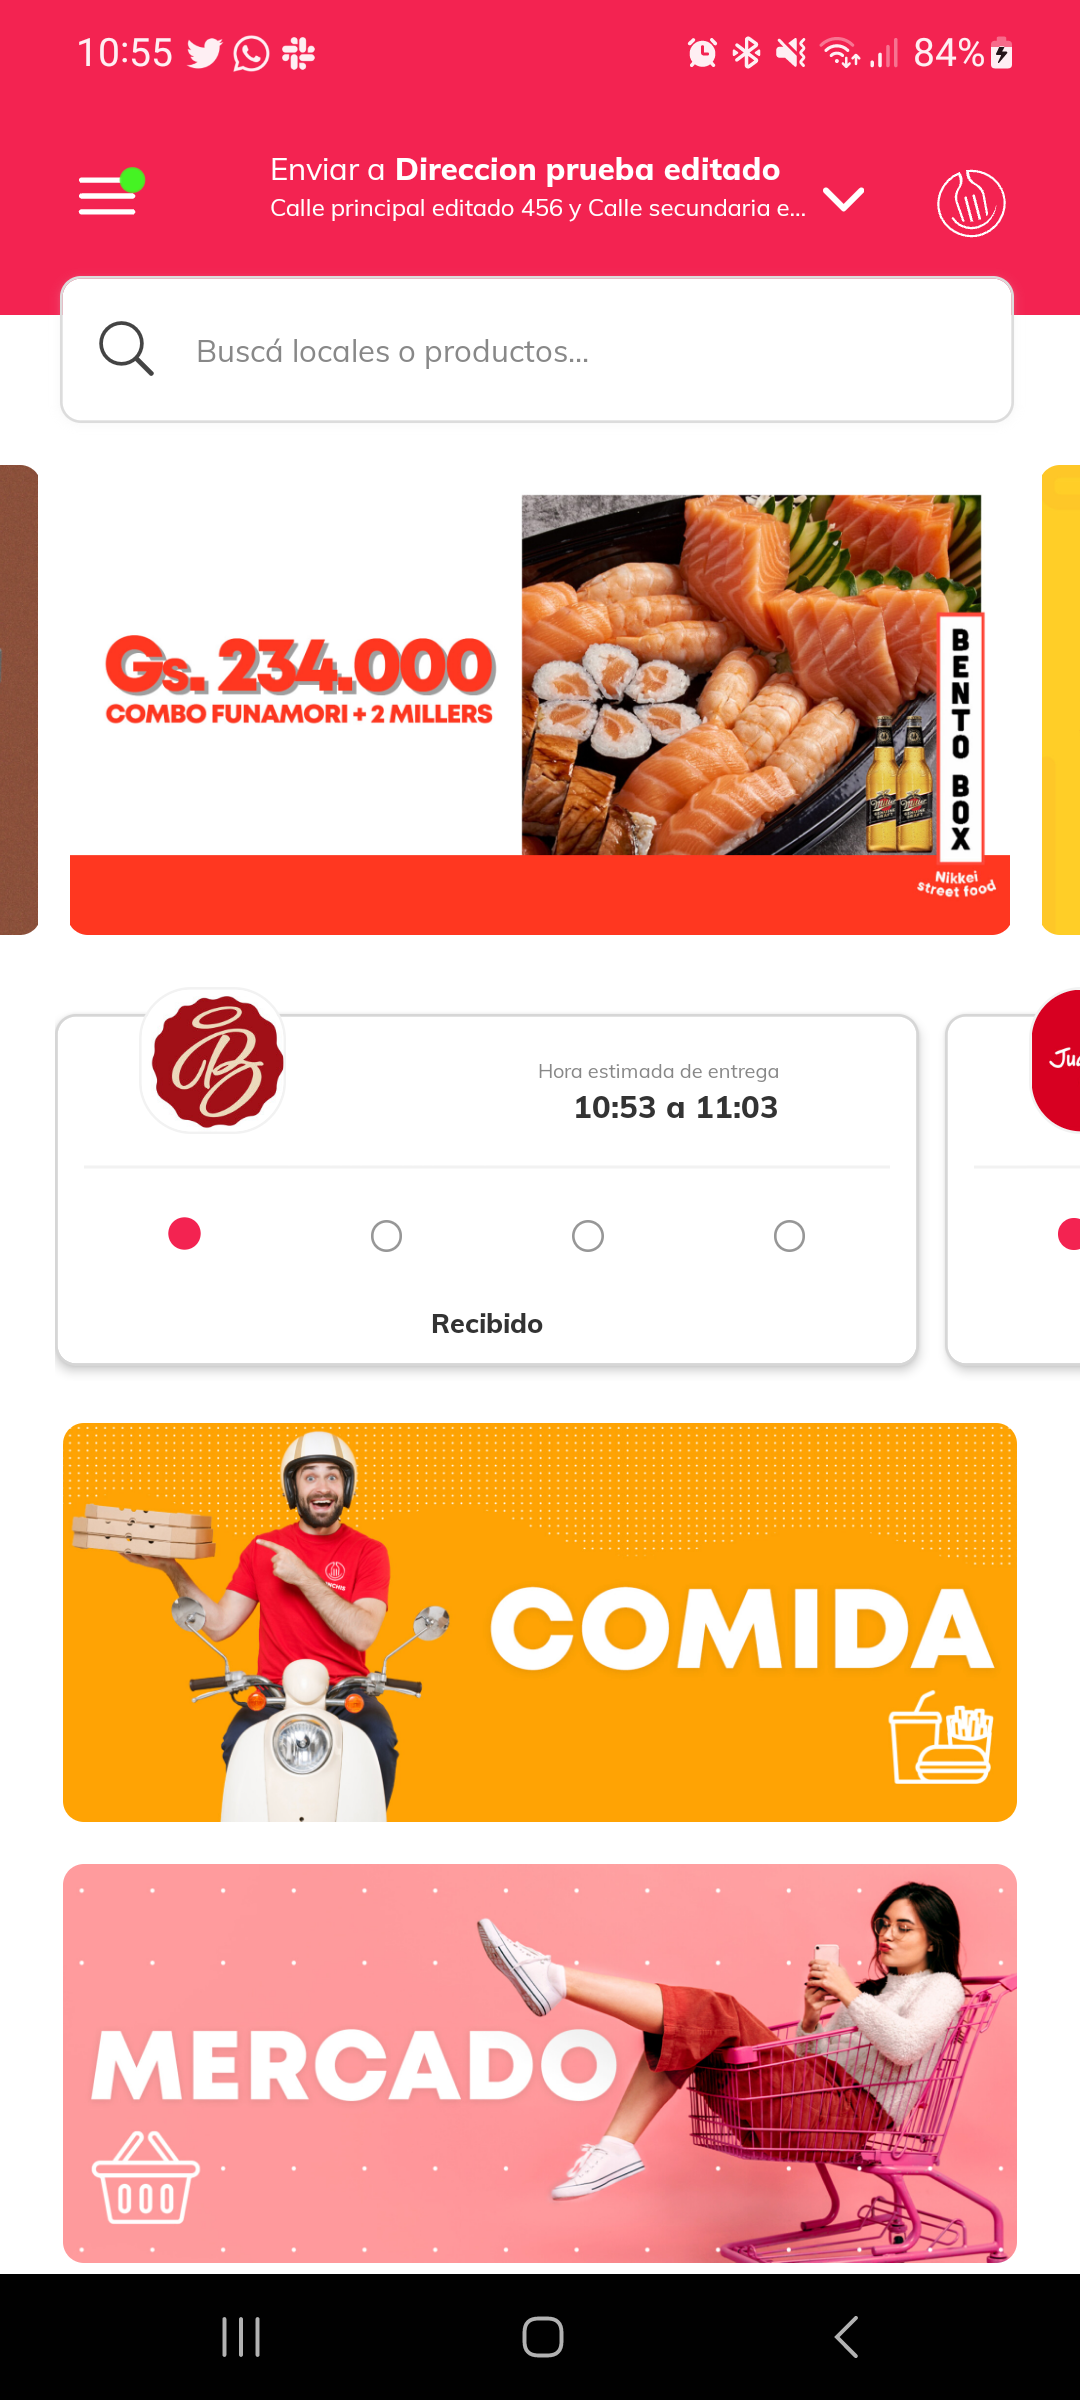 10:55
84%
Enviar a Direccion prueba editado
Calle principal editado 456 y Calle secundaria e...
Buscá locales o productos...
Gs. 234.000
COMBO FUNAMORI + 2 MILLERS
BENTO BOX
Nikkei
street food
Miller
Miller
B
Hora estimada de entrega
10:53 a 11:03
Recibido
COMIDA
MERCADO